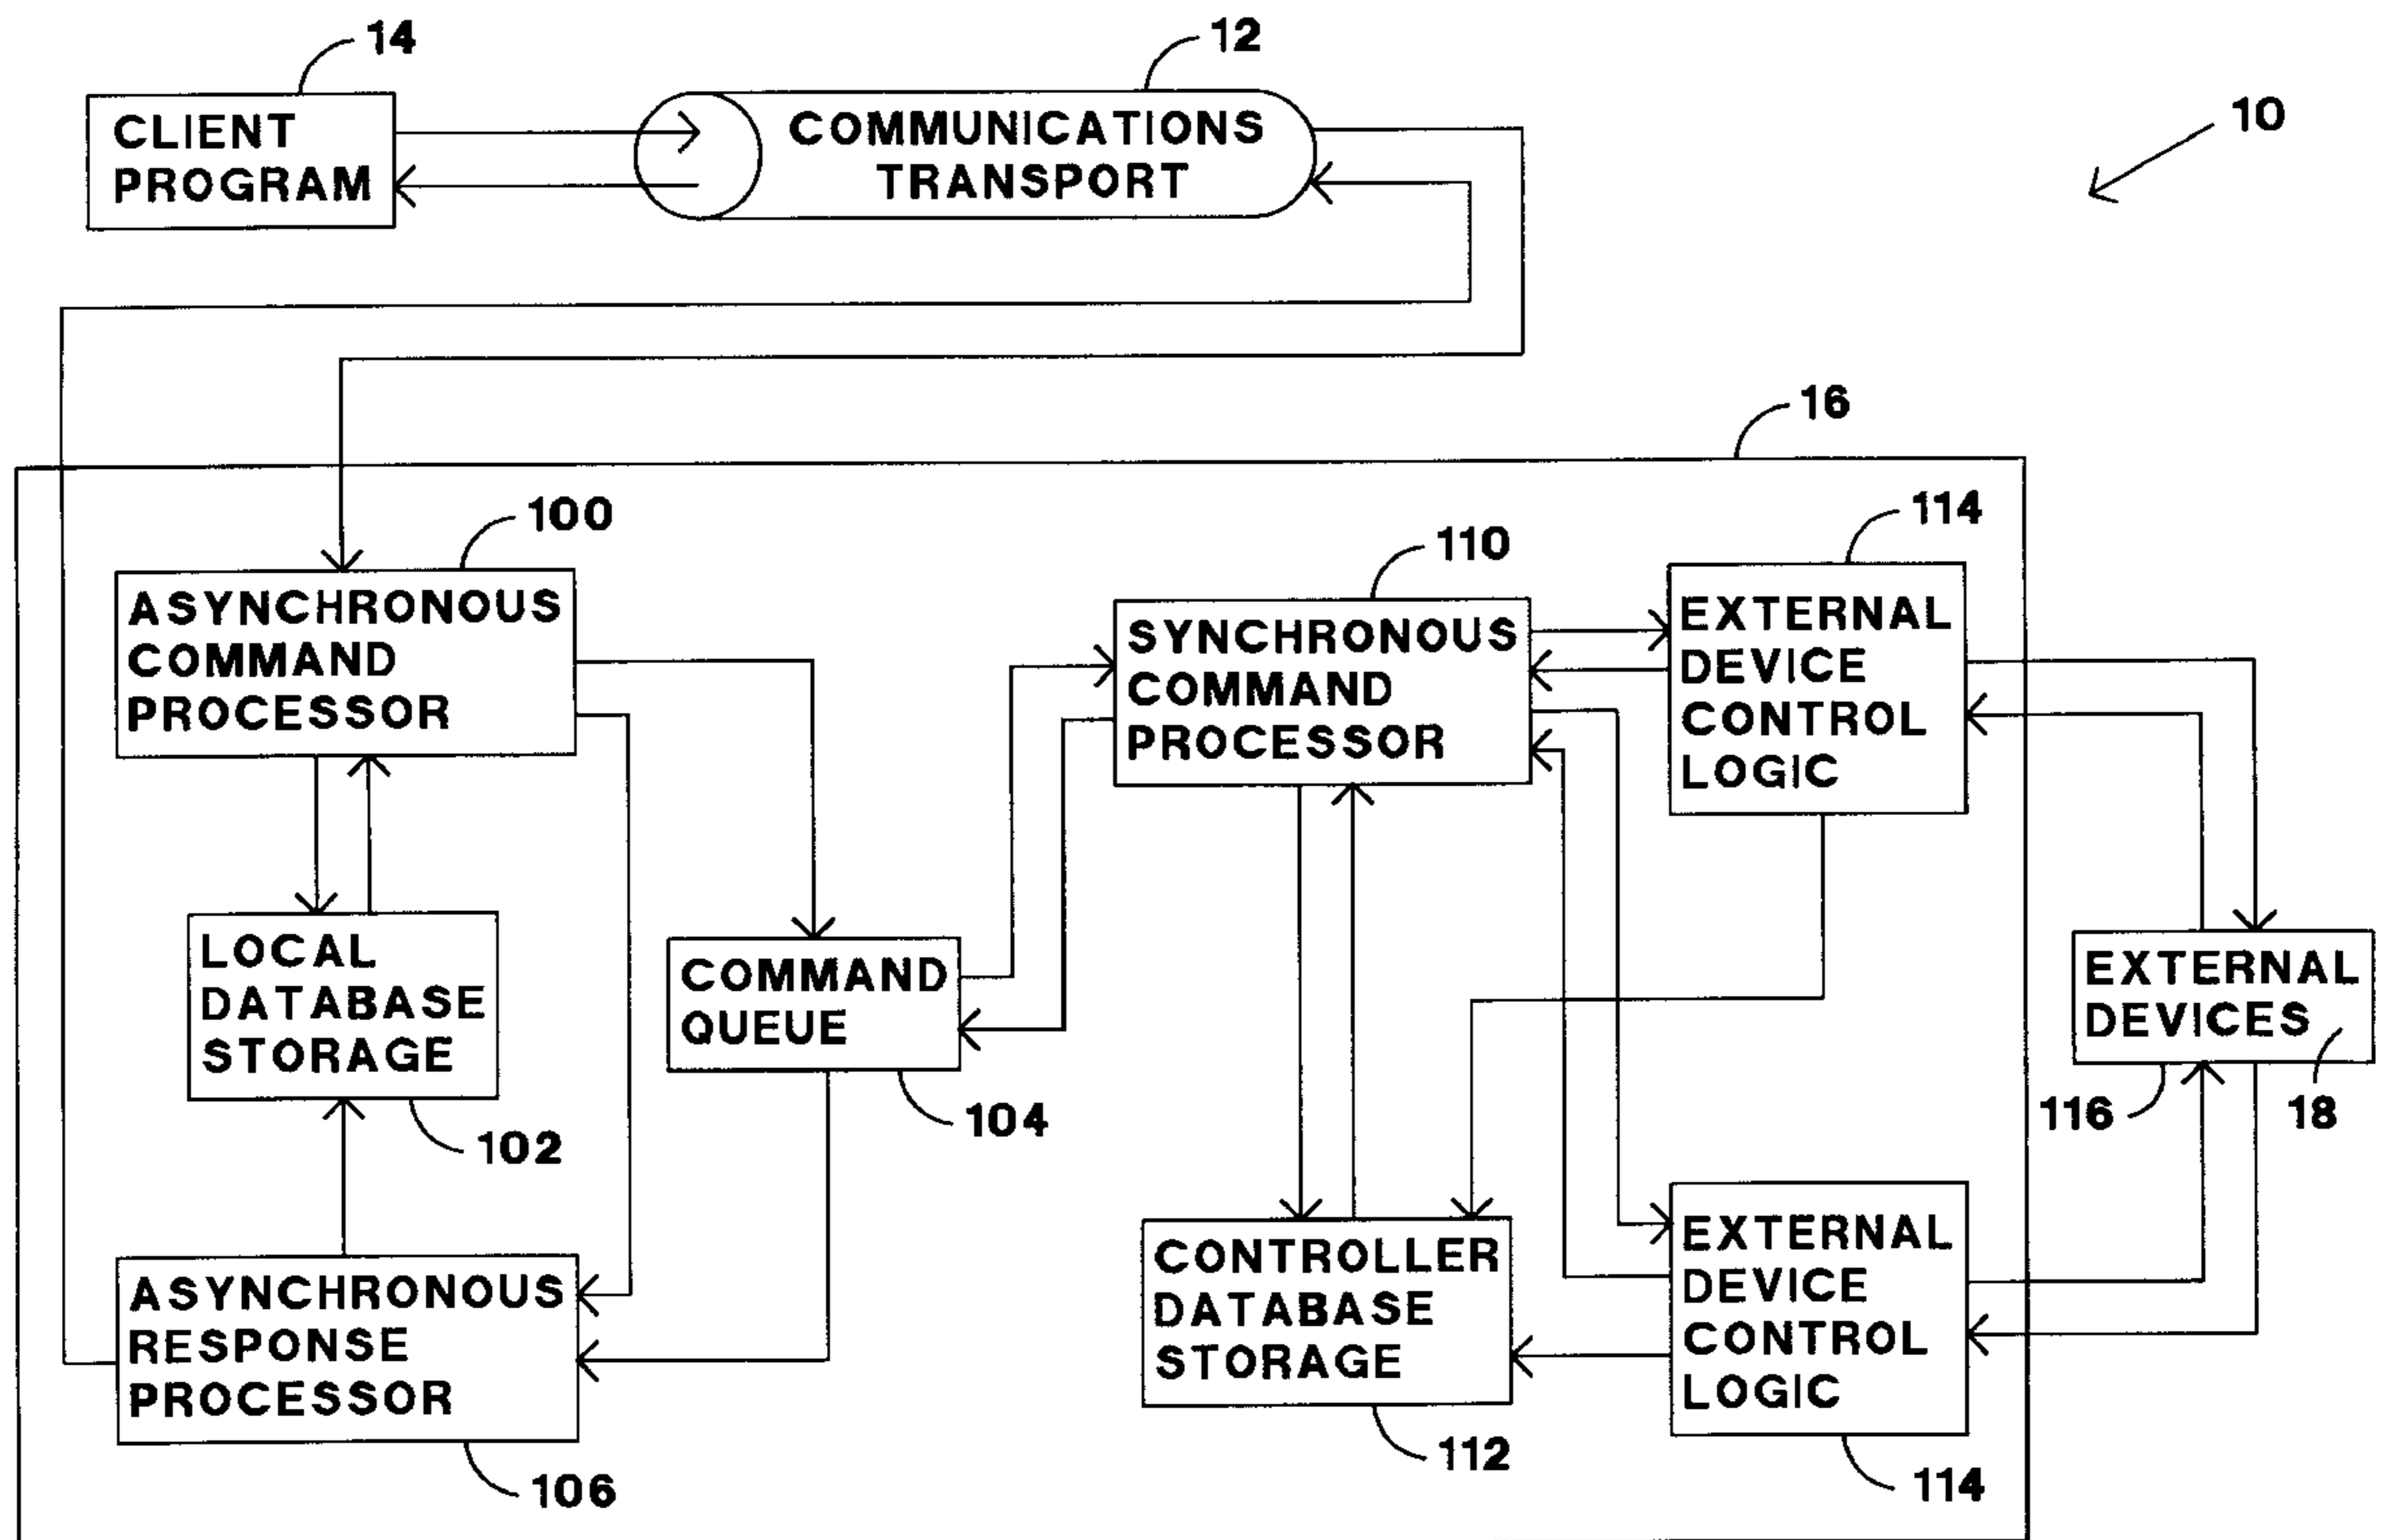 14
12
10
CLIENT
PROGRAM
COMMUNICATIONS
TRANSPORT
16
100
ASYNCHRONOUS
COMMAND
PROCESSOR
110
SYNCHRONOUS
COMMAND
PROCESSOR
114
EXTERNAL
DEVICE
CONTROL
LOGIC
LOCAL
DATABASE
STORAGE
102
COMMAND
QUEUE
104
EXTERNAL
DEVICES
116
18
ASYNCHRONOUS
RESPONSE
PROCESSOR
106
CONTROLLER
DATABASE
STORAGE
112
EXTERNAL
DEVICE
CONTROL
LOGIC
114